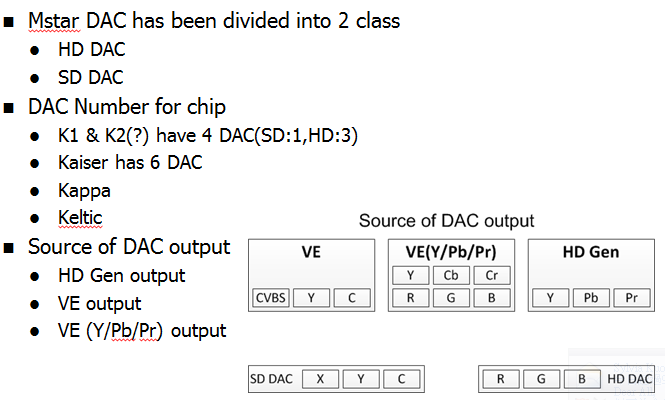 Mstar DAC has been divided into 2 class
HD DAC
SD DAC
DAC Number for chip
K1 & K2(?) have 4 DAC(SD:1,HD:3)
Kaiser has 6 DAC
Kappa
Keltic
Source of DAC output
HD Gen output
VE output
VE (Y/Pb/Pr) output
Source of DAC output
VE
CVBS Y C
VE(Y/Pb/Pr)
Y Cb Cr
R G B
HD Gen
Y Pb Pr
SD DAC X Y C
R G B HD DAC